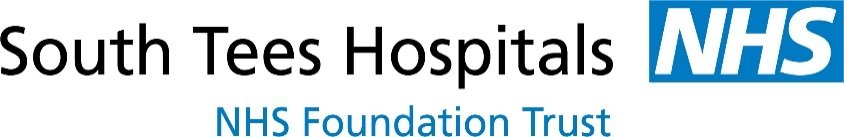 South Tees Hospitals NHS
NHS Foundation Trust